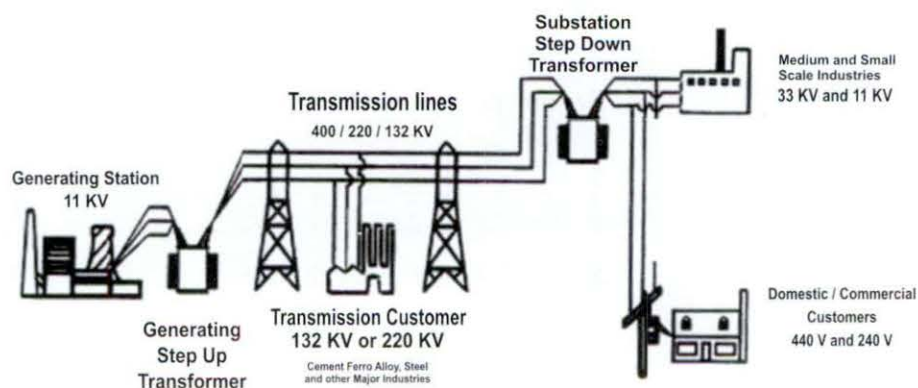 Substation
Step Down
Transformer
Medium and Small
Scale Industries
33 KV and 11 KV
Transmission lines
400 / 220 / 132 KV
Generating Station
11 KV
Generating
Step Up
Transformer
Transmission Customer
132 KV or 220 KV
Cement Ferro Alloy, Steel
and other Major Industries
Domestic / Commercial
Customers
440 V and 240 V